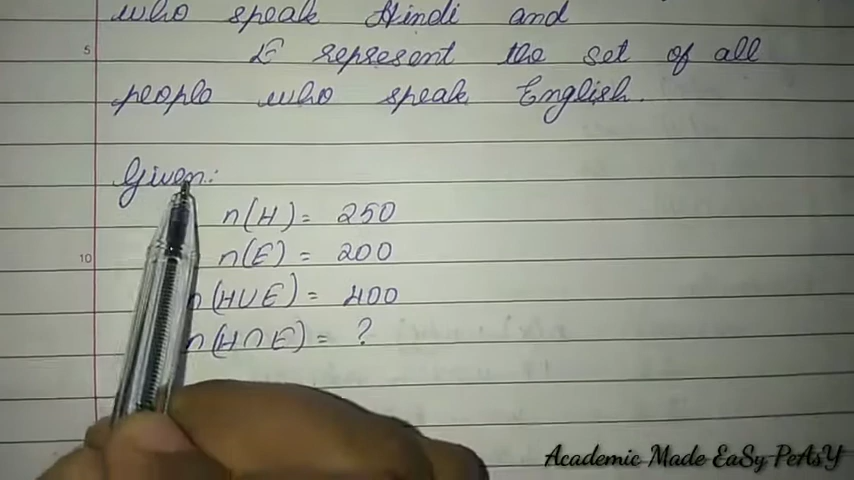 who speak Hindi and
5
E represent the set of all
people who speak English.
Given:
n(H) = 250
n(E) = 200
10
n(HUE) = 400
n(H∩E) = ?
Academic Made EaSy PeAsY